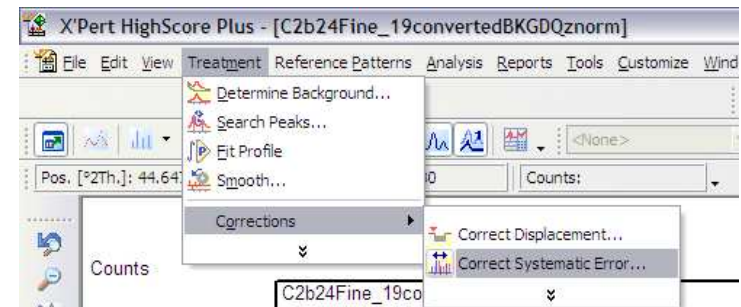 X'Pert HighScore Plus - [C2b24Fine_19convertedBKGDQznorm]
File Edit View Treatment Reference Patterns Analysis Reports Tools Customize Wind
Determine Background...
Search Peaks...
Fit Profile
<None>
Smooth...
Pos. [°2Th.]: 44.64
Counts:
Corrections
Correct Displacement...
Correct Systematic Error...
Counts
C2b24Fine_19co